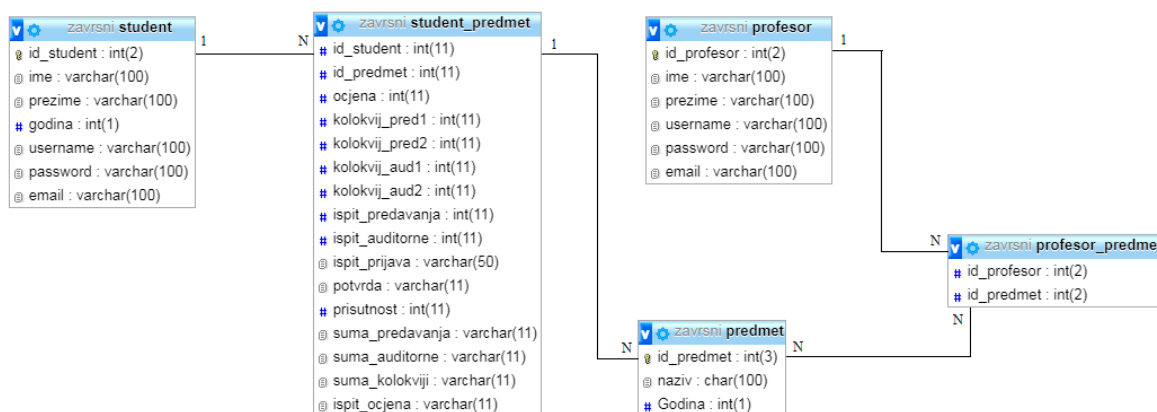 zavrsni student
id_student : int(2)
ime : varchar(100)
prezime : varchar(100)
godina : int(1)
username : varchar(100)
password : varchar(100)
email : varchar(100)
1
N
zavrsni student_predmet
id_student : int(11)
id_predmet : int(11)
ocjena : int(11)
kolokvij_pred1 : int(11)
kolokvij_pred2 : int(11)
kolokvij_aud1 : int(11)
kolokvij_aud2 : int(11)
ispit_predavanja : int(11)
ispit_auditorne : int(11)
ispit_prijava : varchar(50)
potvrda : varchar(11)
prisutnost : int(11)
suma_predavanja : varchar(11)
suma_auditorne : varchar(11)
suma_kolokviji : varchar(11)
ispit_ocjena : varchar(11)
1
N
zavrsni profesor
id_profesor : int(2)
ime : varchar(100)
prezime : varchar(100)
username : varchar(100)
password : varchar(100)
email : varchar(100)
1
N
zavrsni profesor_predme
id_profesor : int(2)
id_predmet : int(2)
N
zavrsni predmet
id_predmet : int(3)
naziv : char(100)
Godina : int(1)
N